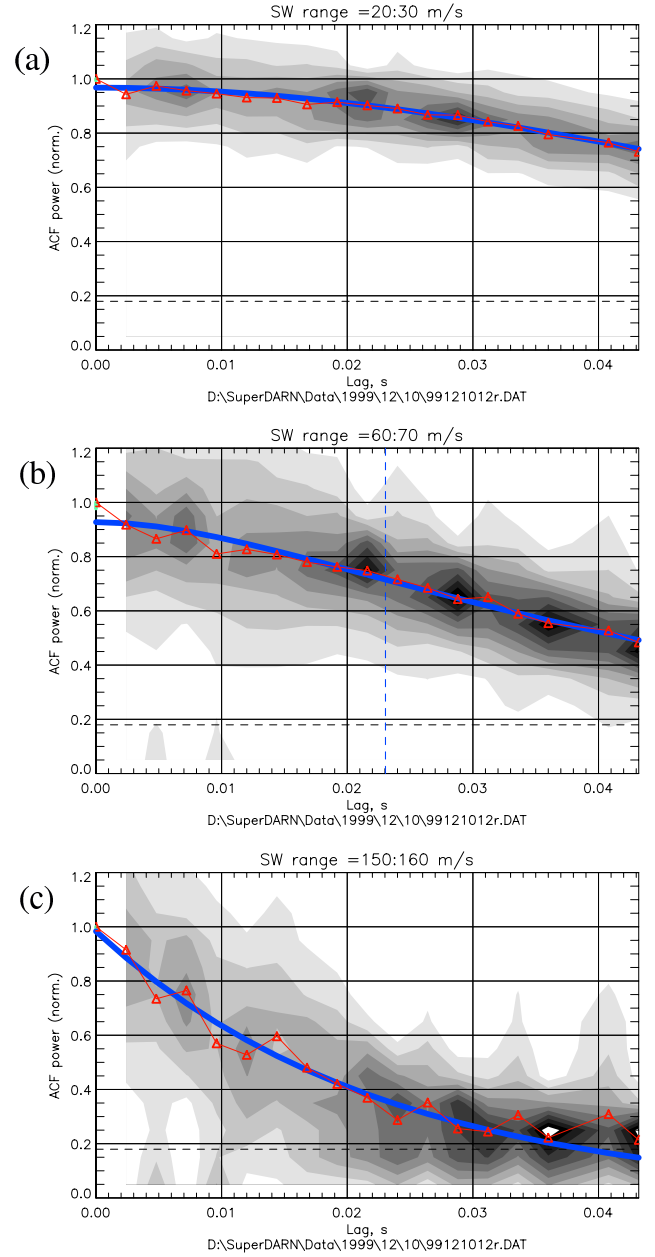 SW range =20:30 m/s
(a)
ACF power (norm.)
1.2
1.0
0.8
0.6
0.4
0.2
0.0
0.00 0.01 0.02 0.03 0.04
Lag, s
D:\SuperDARN\Data\1999\12\10\99121012r.DAT
SW range =60:70 m/s
(b)
ACF power (norm.)
1.2
1.0
0.8
0.6
0.4
0.2
0.0
0.00 0.01 0.02 0.03 0.04
Lag, s
D:\SuperDARN\Data\1999\12\10\99121012r.DAT
SW range =150:160 m/s
(c)
ACF power (norm.)
1.2
1.0
0.8
0.6
0.4
0.2
0.0
0.00 0.01 0.02 0.03 0.04
Lag, s
D:\SuperDARN\Data\1999\12\10\99121012r.DAT